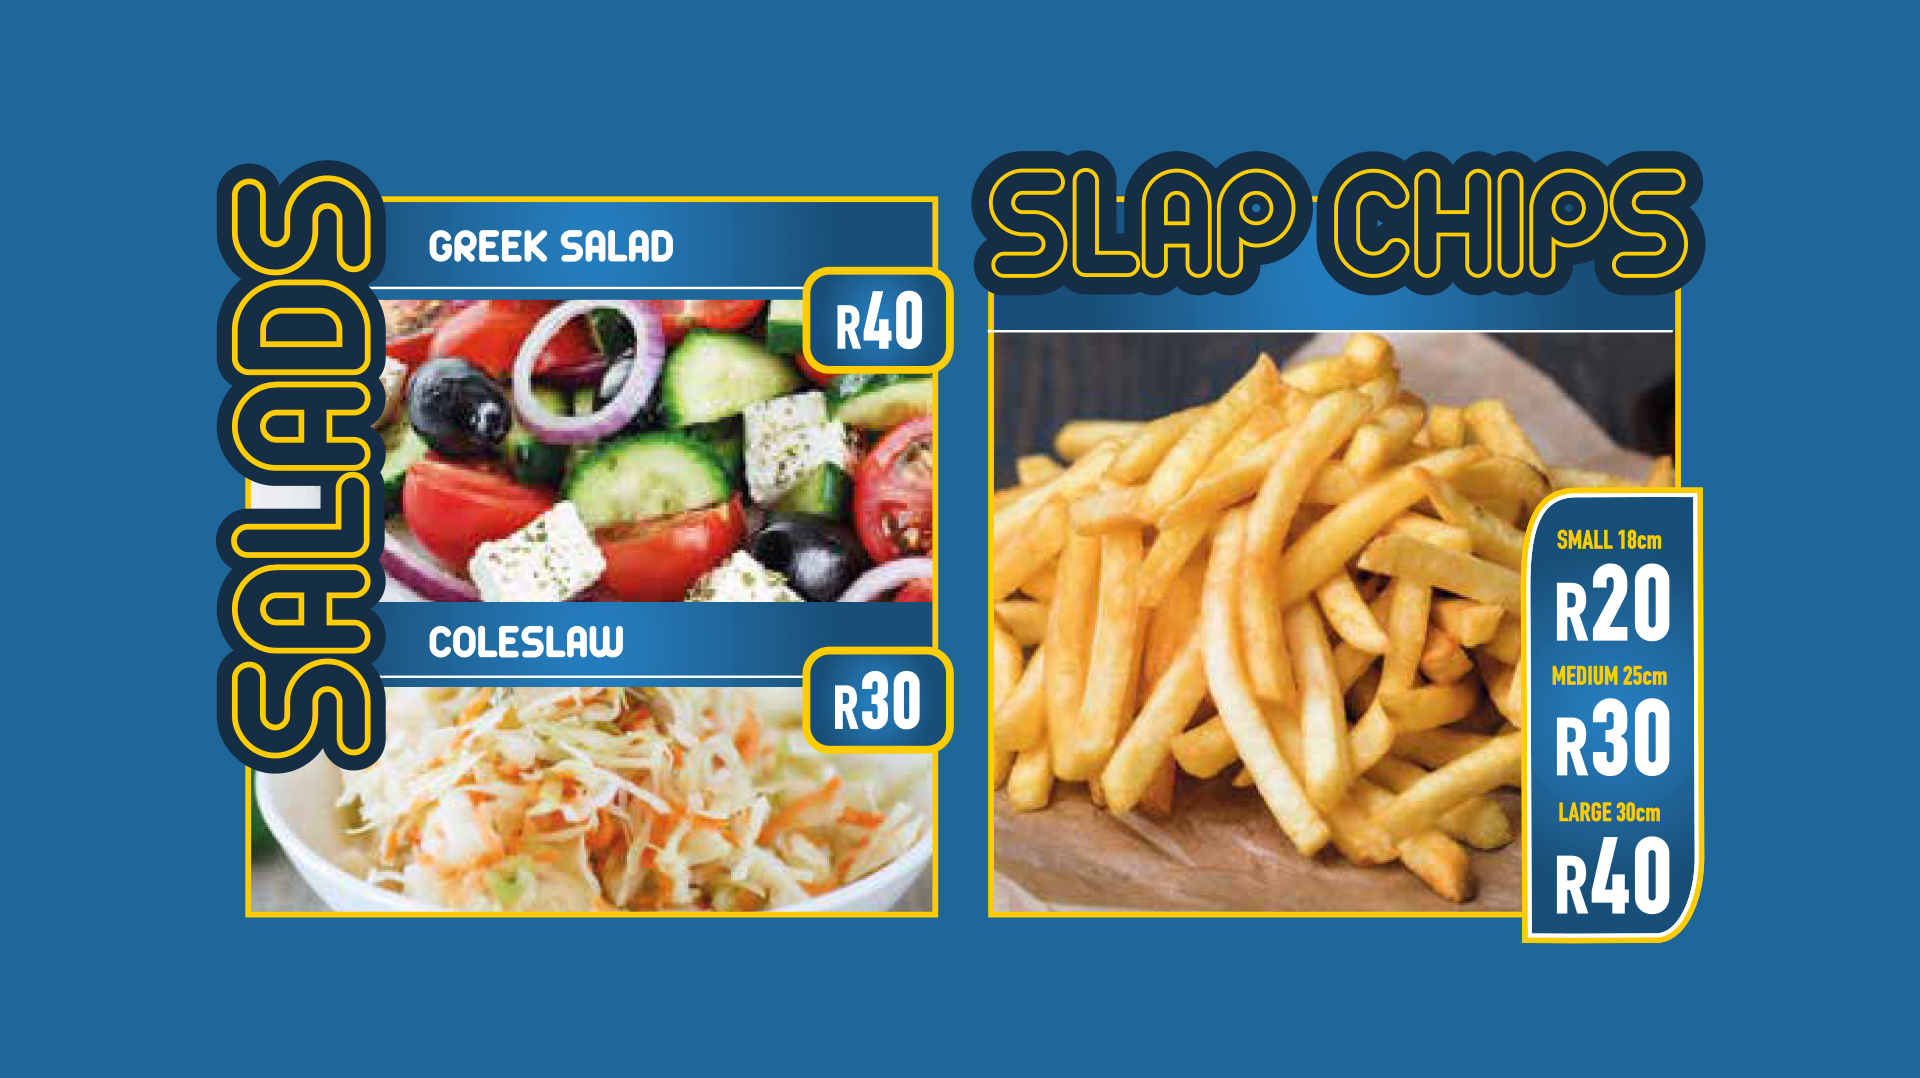 SALADS
GREEK SALAD
R40
COLESLAW
R30
SLAP CHIPS
SMALL 18cm
R20
MEDIUM 25cm
R30
LARGE 30cm
R40